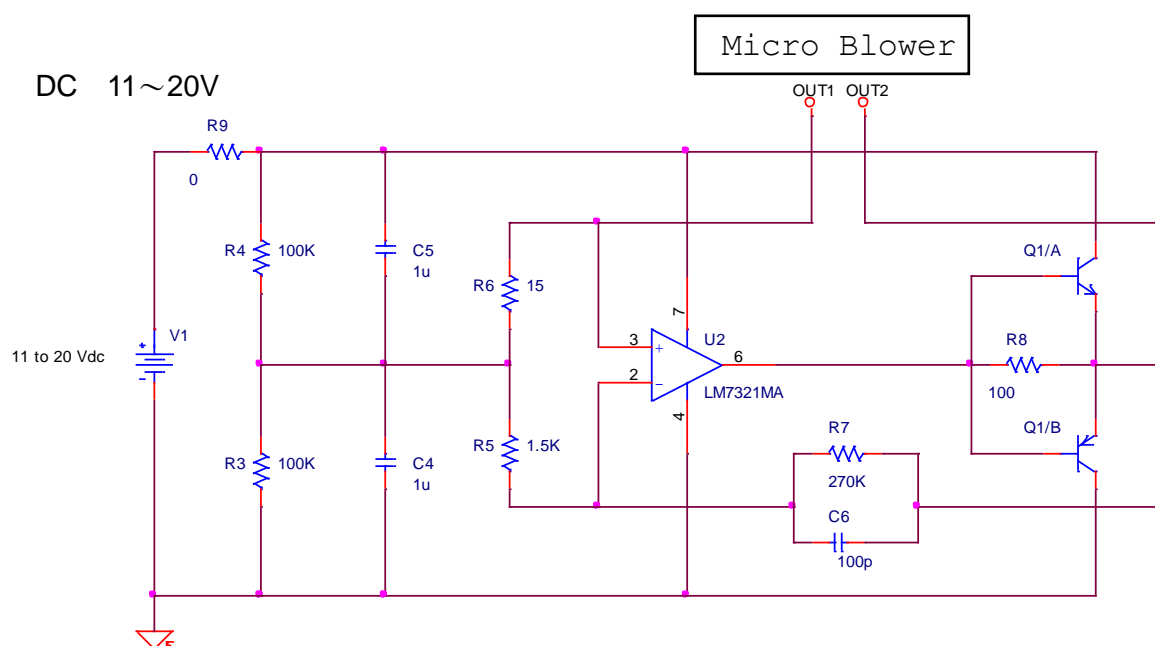 Micro Blower
DC 11～20V
OUT1 OUT2
R9
0
R4 100K
C5
1u
R6 15
Q1/A
V1
11 to 20 Vdc
+
-
7
3 +
2 -
6
4
U2
LM7321MA
R8
100
R3 100K
C4
1u
R5 1.5K
R7
270K
C6
100p
Q1/B